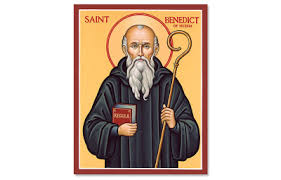 SAINT
BENEDICT
OF NURSIA
REGULA